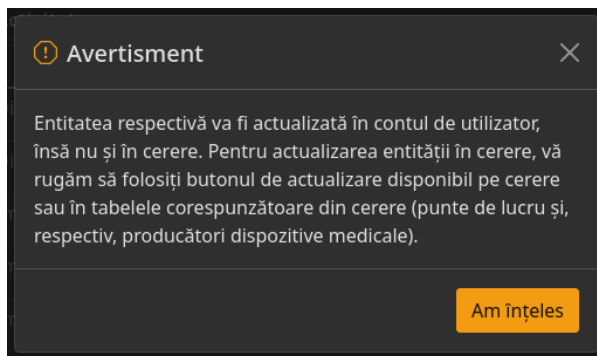 Avertisment
Entitatea respectivă va fi actualizată în contul de utilizator,
însă nu și în cerere. Pentru actualizarea entității în cerere, vă
rugăm să folosiți butonul de actualizare disponibil pe cerere
sau în tabelele corespunzătoare din cerere (punte de lucru și,
respectiv, producători dispozitive medicale).
Am înțeles